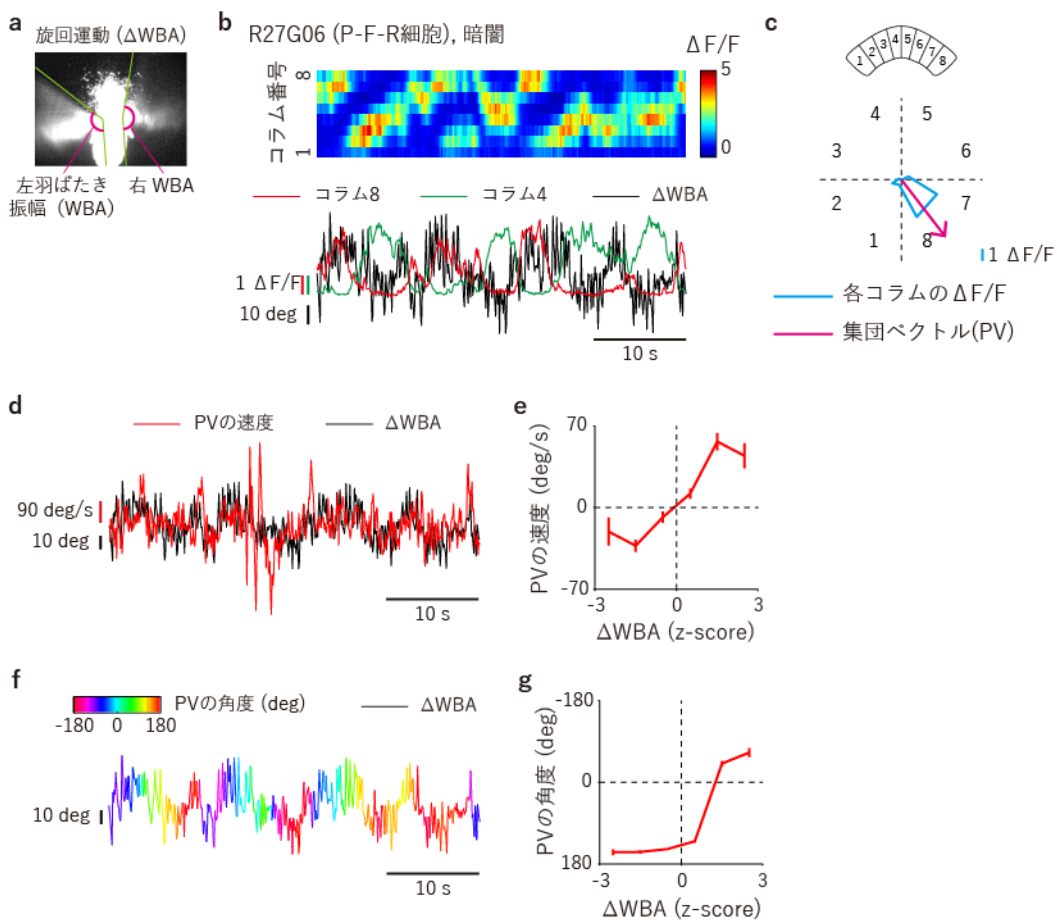 a
旋回運動 (ΔWBA)
左羽ばたき
振幅（WBA）
右 WBA
b
R27G06 (P-F-R細胞), 暗闇
コラム番号
8
1
ΔF/F
5
0
コラム8
コラム4
ΔWBA
1 ΔF/F
10 deg
10 s
c
1 2 3 4 5 6 7 8
4 5
3 6
2 7
1 8
1 ΔF/F
各コラムのΔF/F
集団ベクトル(PV)
d
PVの速度
ΔWBA
90 deg/s
10 deg
10 s
e
PVの速度 (deg/s)
70
0
-70
-3 0 3
ΔWBA (z-score)
f
PVの角度 (deg)
-180 0 180
ΔWBA
10 deg
10 s
g
PVの角度 (deg)
-180
0
180
-3 0 3
ΔWBA (z-score)